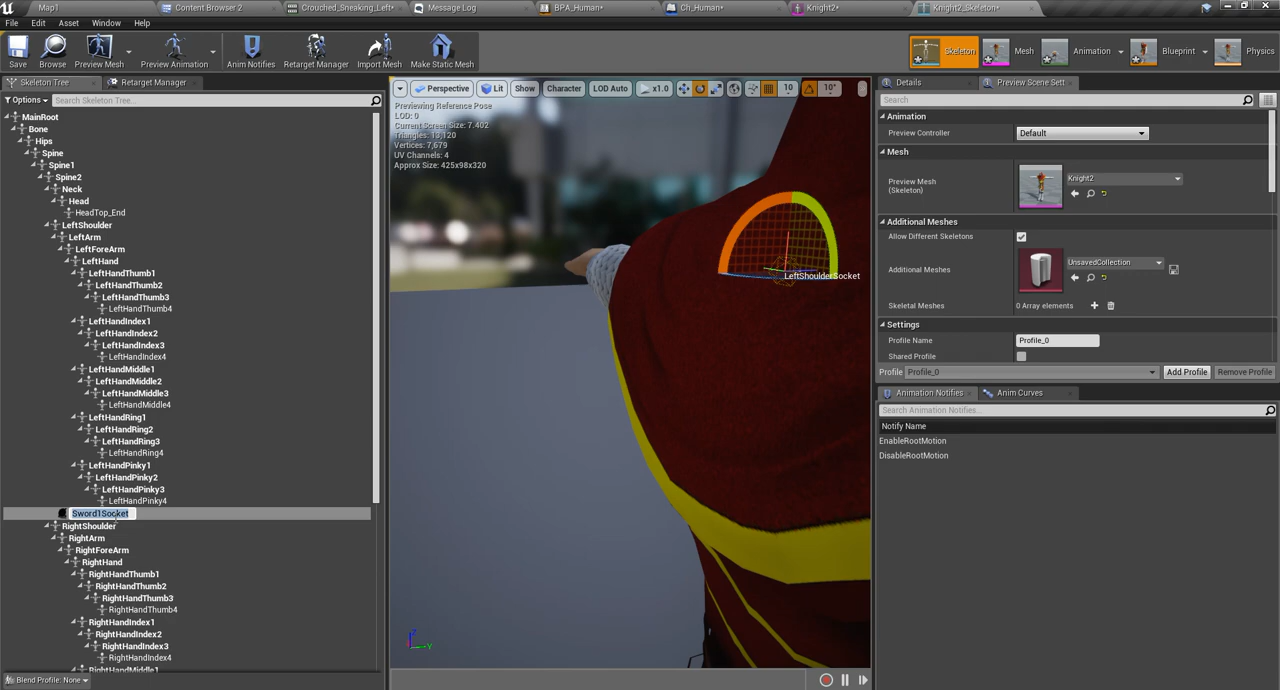 Map1
Content Browser 2
Crouched_Sneaking_Left*
Message Log
BPA_Human*
Ch_Human*
Knight2*
Knight2_Skeleton*
File Edit Asset Window Help
Save
Browse
Preview Mesh
Preview Animation
Anim Notifies
Retarget Manager
Import Mesh
Make Static Mesh
Skeleton
Mesh
Animation
Blueprint
Physics
Skeleton Tree
Retarget Manager
Options
Search Skeleton Tree...
MainRoot
Bone
Hips
Spine
Spine1
Spine2
Neck
Head
HeadTop_End
LeftShoulder
LeftArm
LeftForeArm
LeftHand
LeftHandThumb1
LeftHandThumb2
LeftHandThumb3
LeftHandThumb4
LeftHandIndex1
LeftHandIndex2
LeftHandIndex3
LeftHandIndex4
LeftHandMiddle1
LeftHandMiddle2
LeftHandMiddle3
LeftHandMiddle4
LeftHandRing1
LeftHandRing2
LeftHandRing3
LeftHandRing4
LeftHandPinky1
LeftHandPinky2
LeftHandPinky3
LeftHandPinky4
Sword1Socket
RightShoulder
RightArm
RightForeArm
RightHand
RightHandThumb1
RightHandThumb2
RightHandThumb3
RightHandThumb4
RightHandIndex1
RightHandIndex2
RightHandIndex3
RightHandIndex4
RightHandMiddle1
Blend Profile: None
Perspective
Lit
Show
Character
LOD Auto
x1.0
10
10°
Previewing Reference Pose
LOD: 0
Current Screen Size: 7.402
Triangles: 13,120
Vertices: 7,679
UV Channels: 4
Approx Size: 425x98x320
LeftShoulderSocket
Z
Y
Details
Preview Scene Sett
Search
Animation
Preview Controller
Default
Mesh
Preview Mesh
(Skeleton)
Knight2
Additional Meshes
Allow Different Skeletons
Additional Meshes
UnsavedCollection
Skeletal Meshes
0 Array elements
Settings
Profile Name
Profile_0
Shared Profile
Profile
Profile_0
Add Profile
Remove Profile
Animation Notifies
Anim Curves
Search Animation Notifies...
Notify Name
EnableRootMotion
DisableRootMotion